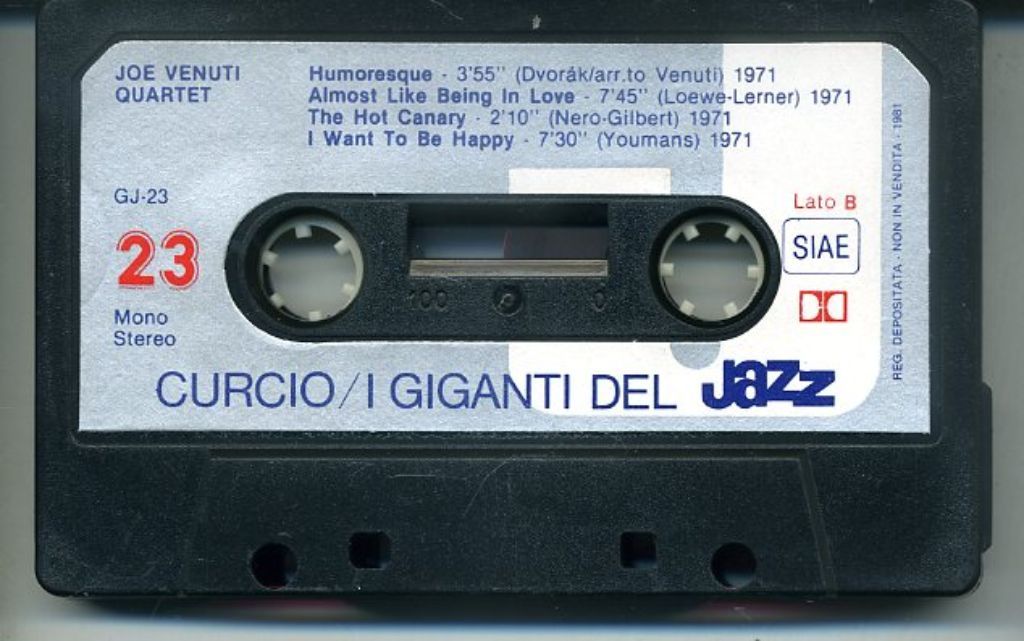 JOE VENUTI
QUARTET
Humoresque - 3'55" (Dvorák/arr.to Venuti) 1971
Almost Like Being In Love - 7'45" (Loewe-Lerner) 1971
The Hot Canary - 2'10" (Nero-Gilbert) 1971
I Want To Be Happy - 7'30" (Youmans) 1971
GJ-23
23
Mono
Stereo
Lato B
SIAE
REG. DEPOSITATA - NON IN VENDITA - 1981
100 0
CURCIO/I GIGANTI DEL Jazz